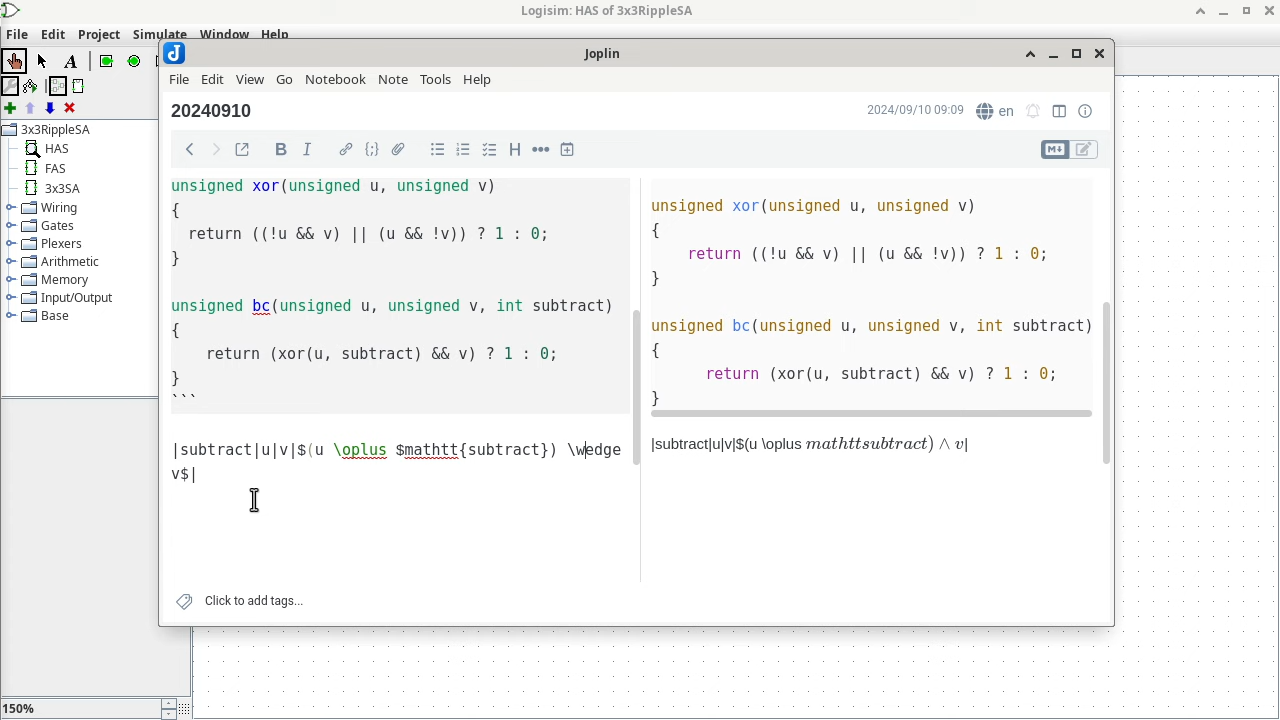 Logisim: HAS of 3x3RippleSA
File Edit Project Simulate Window Help
Joplin
File Edit View Go Notebook Note Tools Help
20240910
2024/09/10 09:09
en
3x3RippleSA
HAS
FAS
3x3SA
Wiring
Gates
Plexers
Arithmetic
Memory
Input/Output
Base
unsigned xor(unsigned u, unsigned v)
{
return ((!u && v) || (u && !v)) ? 1 : 0;
}
unsigned bc(unsigned u, unsigned v, int subtract)
{
return (xor(u, subtract) && v) ? 1 : 0;
}
```
|subtract|u|v|$(u \oplus $mathtt{subtract}) \wedge
v$|
unsigned xor(unsigned u, unsigned v)
{
return ((!u && v) || (u && !v)) ? 1 : 0;
}
unsigned bc(unsigned u, unsigned v, int subtract)
{
return (xor(u, subtract) && v) ? 1 : 0;
}
|subtract|u|v|$(u \oplus mathttsubtract) ∧ v|
Click to add tags...
150%